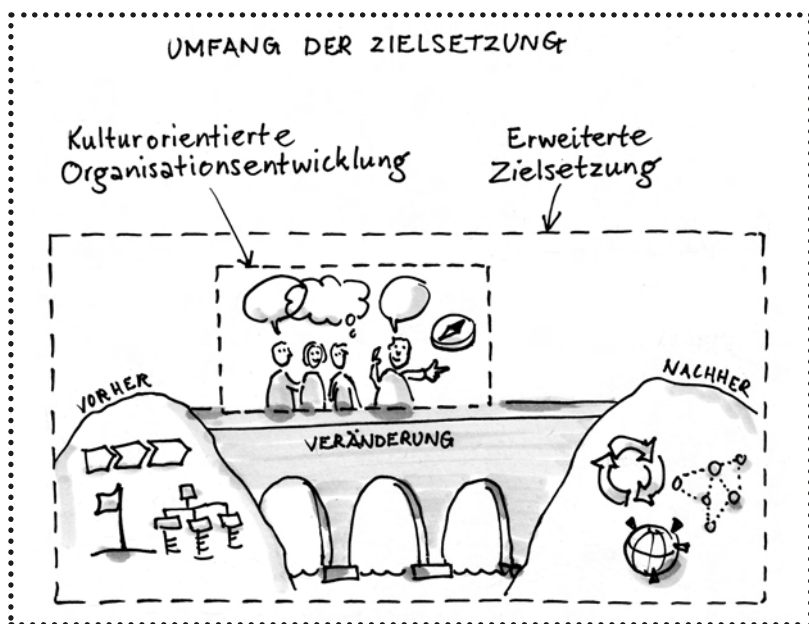 UMFANG DER ZIELSETZUNG
Kulturorientierte
Organisationsentwicklung
Erweiterte
Zielsetzung
VORHER
NACHHER
VERÄNDERUNG